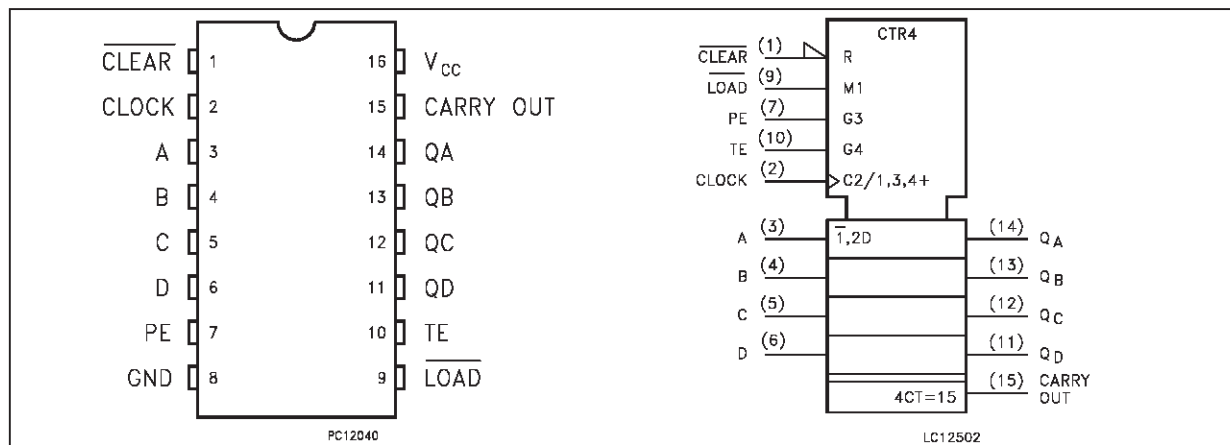 CLEAR 1 16 VCC
CLOCK 2 15 CARRY OUT
A 3 14 QA
B 4 13 QB
C 5 12 QC
D 6 11 QD
PE 7 10 TE
GND 8 9 LOAD
PC12040
CTR4
CLEAR (1) R
LOAD (9) M1
PE (7) G3
TE (10) G4
CLOCK (2) C2/1,3,4+
A (3) 1,2D (14) QA
B (4) (13) QB
C (5) (12) QC
D (6) (11) QD
4CT=15 (15) CARRY
OUT
LC12502